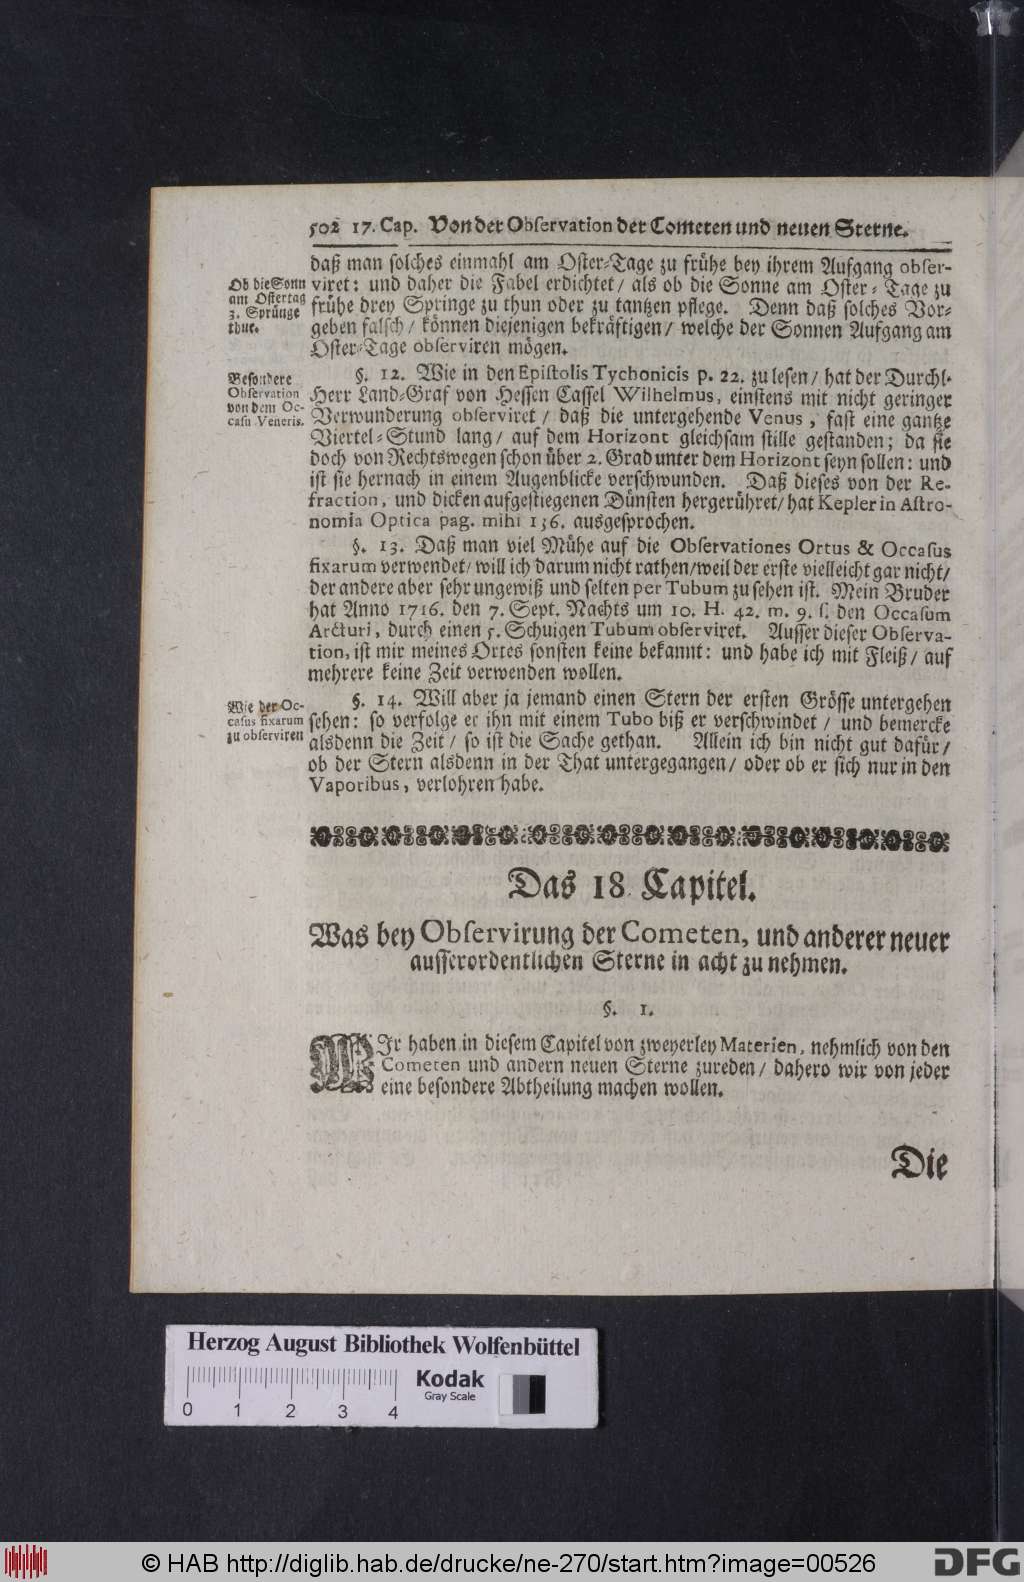 502 17. Cap. Von der Observation der Cometen und neuen Sterne.
daß man solches einmahl am Oster-Tage zu frühe bey ihrem Aufgang obser-
Ob die Sonn
am Ostertag
3. Sprünge
thut.
viret: und daher die Fabel erdichtet/ als ob die Sonne am Oster-Tage zu
frühe drey Springe zu thun oder zu tantzen pflege. Denn daß solches Vor-
geben falsch/ können diejenigen bekräftigen/ welche der Sonnen Aufgang am
Oster-Tage observiren mögen.
Besondere
Observation
von dem Oc-
casu Veneris.
§. 12. Wie in den Epistolis Tychonicis p. 22. zu lesen/ hat der Durchl.
Herr Land-Graf von Hessen Cassel Wilhelmus, einstens mit nicht geringer
Verwunderung observiret/ daß die untergehende Venus, fast eine gantze
Viertel-Stund lang/ auf dem Horizont gleichsam stille gestanden; da sie
doch von Rechtswegen schon über 2. Grad unter dem Horizont seyn sollen: und
ist sie hernach in einem Augenblicke verschwunden. Daß dieses von der Re-
fraction, und dicken aufgestiegenen Dünsten hergerühret/ hat Kepler in Astro-
nomia Optica pag. mihi 136. ausgesprochen.
§. 13. Daß man viel Mühe auf die Observationes Ortus & Occasus
fixarum verwendet/ will ich darum nicht rathen/ weil der erste vielleicht gar nicht/
der andere aber sehr ungewiß und selten per Tubum zu sehen ist. Mein Bruder
hat Anno 1716. den 7. Sept. Nachts um 10. H. 42. m. 9. s. den Occasum
Arcturi, durch einen 5. Schuigen Tubum observiret. Ausser dieser Observa-
tion, ist mir meines Ortes sonsten keine bekannt: und habe ich mit Fleiß/ auf
mehrere keine Zeit verwenden wollen.
Wie der Oc-
casus fixarum
zu observiren
§. 14. Will aber ja jemand einen Stern der ersten Grösse untergehen
sehen: so verfolge er ihn mit einem Tubo biß er verschwindet/ und bemercke
alsdenn die Zeit/ so ist die Sache gethan. Allein ich bin nicht gut dafür/
ob der Stern alsdenn in der That untergegangen/ oder ob er sich nur in den
Vaporibus, verlohren habe.
Das 18. Capitel.
Was bey Observirung der Cometen, und anderer neuer
ausserordentlichen Sterne in acht zu nehmen.
§. 1.
WIr haben in diesem Capitel von zweyerley Materien, nehmlich von den
Cometen und andern neuen Sterne zureden/ dahero wir von jeder
eine besondere Abtheilung machen wollen.
Die
Herzog August Bibliothek Wolfenbüttel
Kodak
Gray Scale
0 1 2 3 4
© HAB http://diglib.hab.de/drucke/ne-270/start.htm?image=00526
DFG